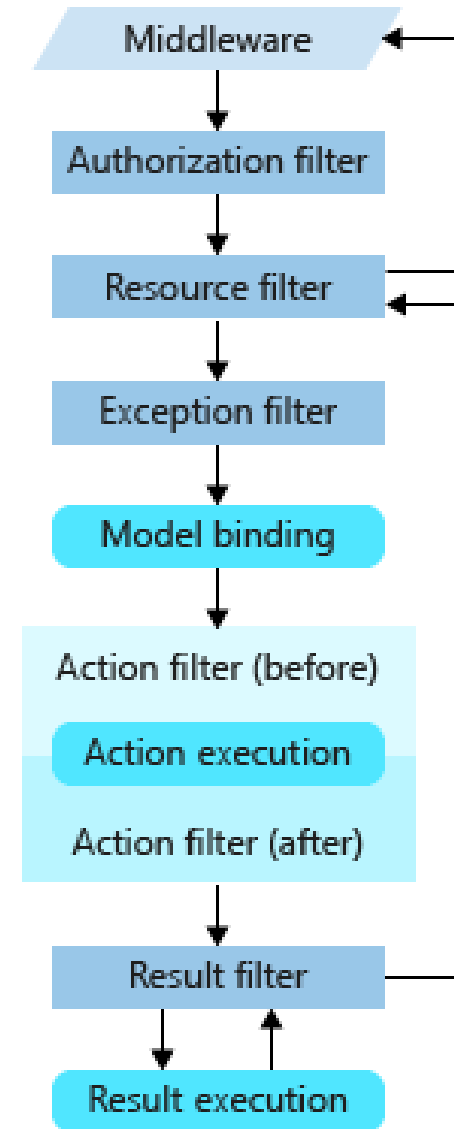 Middleware
Authorization filter
Resource filter
Exception filter
Model binding
Action filter (before)
Action execution
Action filter (after)
Result filter
Result execution